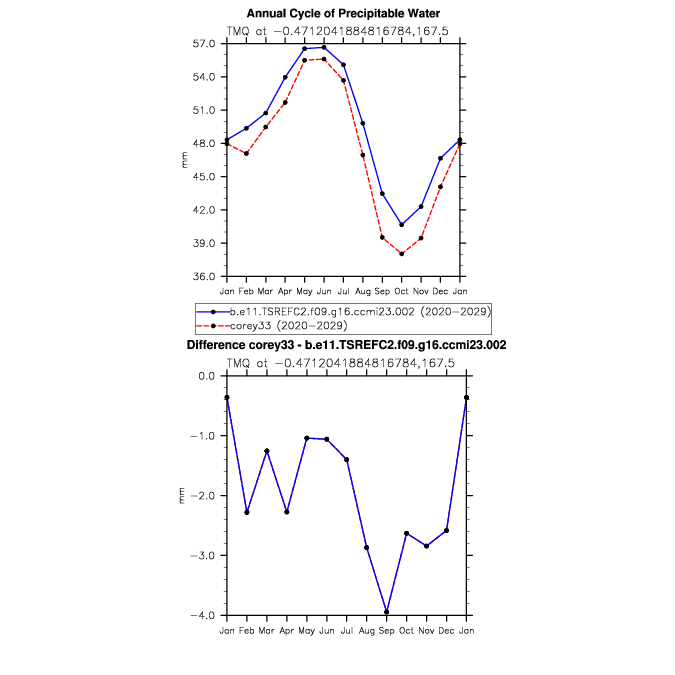 Annual Cycle of Precipitable Water
TMQ at −0.4712041884816784,167.5
57.0
54.0
51.0
48.0
45.0
42.0
39.0
36.0
mm
Jan Feb Mar Apr May Jun Jul Aug Sep Oct Nov Dec Jan
b.e11.TSREFC2.f09.g16.ccmi23.002 (2020−2029)
corey33 (2020−2029)
Difference corey33 - b.e11.TSREFC2.f09.g16.ccmi23.002
TMQ at −0.4712041884816784,167.5
0.0
−1.0
−2.0
−3.0
−4.0
mm
Jan Feb Mar Apr May Jun Jul Aug Sep Oct Nov Dec Jan